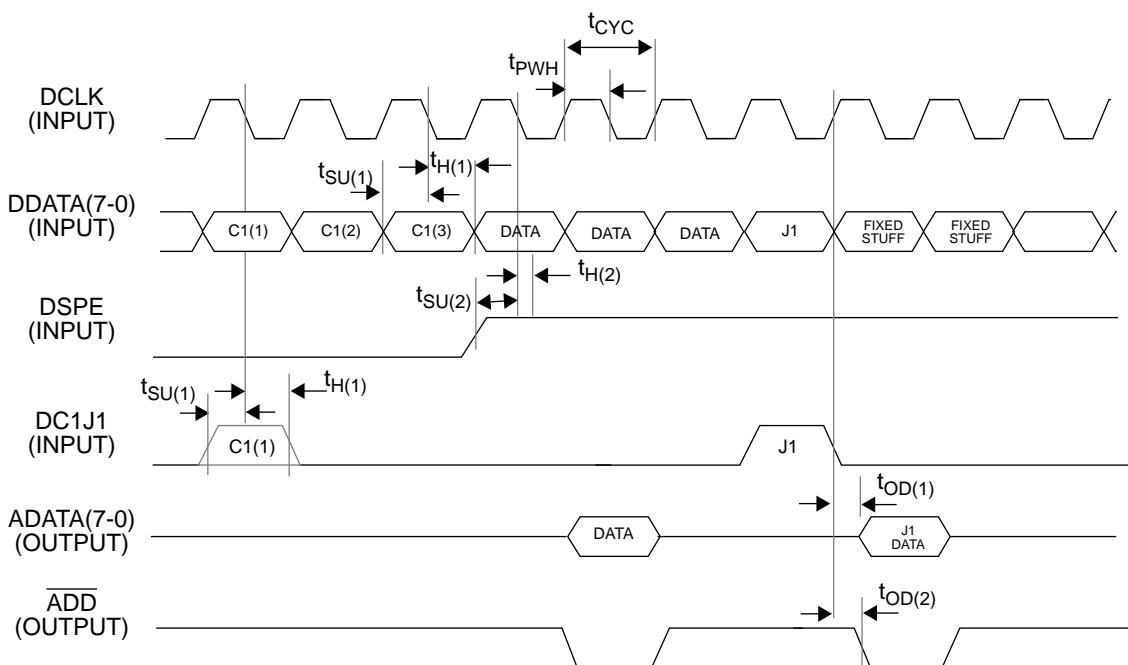 tCYC
tPWH
DCLK
(INPUT)
tSU(1)
tH(1)
DDATA(7-0)
(INPUT)
C1(1)
C1(2)
C1(3)
DATA
DATA
DATA
J1
FIXED
STUFF
FIXED
STUFF
tH(2)
tSU(2)
DSPE
(INPUT)
tSU(1)
tH(1)
DC1J1
(INPUT)
C1(1)
J1
tOD(1)
ADATA(7-0)
(OUTPUT)
DATA
J1
DATA
tOD(2)
ADD
(OUTPUT)